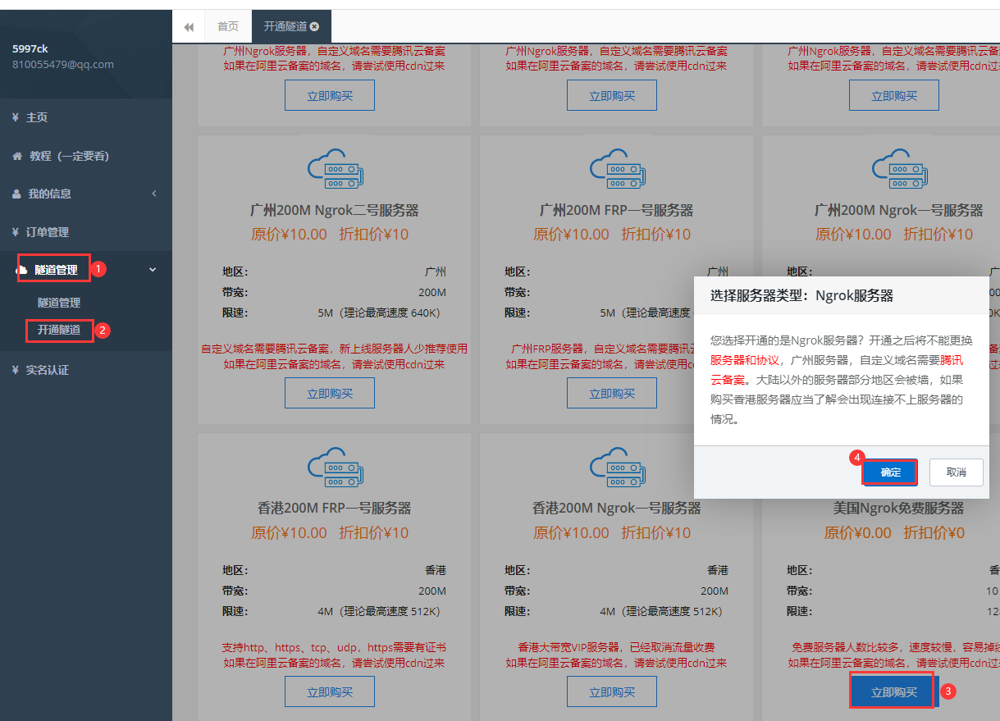 5997ck
810055479@qq.com
¥ 主页
教程（一定要看）
我的信息
¥ 订单管理
隧道管理 1
隧道管理
开通隧道 2
¥ 实名认证
首页
开通隧道
广州Ngrok服务器，自定义域名需要腾讯云备案
如果在阿里云备案的域名，请尝试使用cdn过来
立即购买
广州Ngrok服务器，自定义域名需要腾讯云备案
如果在阿里云备案的域名，请尝试使用cdn过来
立即购买
广州Ngrok服务器，自定义域名需要腾讯云备
如果在阿里云备案的域名，请尝试使用cdn过
立即购买
广州200M Ngrok二号服务器
原价¥10.00 折扣价¥10
地区： 广州
带宽： 200M
限速： 5M（理论最高速度 640K）
自定义域名需要腾讯云备案，新上线服务器人少推荐使用
如果在阿里云备案的域名，请尝试使用cdn过来
立即购买
广州200M FRP一号服务器
原价¥10.00 折扣价¥10
地区： 广州
带宽：
限速： 5M（理论最高速度
广州FRP服务器，自定义域名需要腾讯云
如果在阿里云备案的域名，请尝试使用c
立即购买
广州200M Ngrok一号服务器
原价¥10.00 折扣价¥10
地区：
选择服务器类型：Ngrok服务器
您选择开通的是Ngrok服务器？开通之后将不能更换
服务器和协议，广州服务器，自定义域名需要腾讯
云备案。大陆以外的服务器部分地区会被墙，如果
购买香港服务器应当了解会出现连接不上服务器的
情况。
4
确定
取消
香港200M FRP一号服务器
原价¥10.00 折扣价¥10
地区： 香港
带宽： 200M
限速： 4M（理论最高速度 512K）
支持http、https、tcp、udp，https需要有证书
如果在阿里云备案的域名，请尝试使用cdn过来
立即购买
香港200M Ngrok一号服务器
原价¥10.00 折扣价¥10
地区： 香港
带宽： 200M
限速： 4M（理论最高速度 512K）
香港大带宽VIP服务器，已经取消流量收费
如果在阿里云备案的域名，请尝试使用cdn过来
立即购买
美国Ngrok免费服务器
原价¥0.00 折扣价¥0
地区：
带宽： 10
限速： 12
免费服务器人数比较多，速度较慢，容易掉
如果在阿里云备案的域名，请尝试使用cdn过
立即购买 3